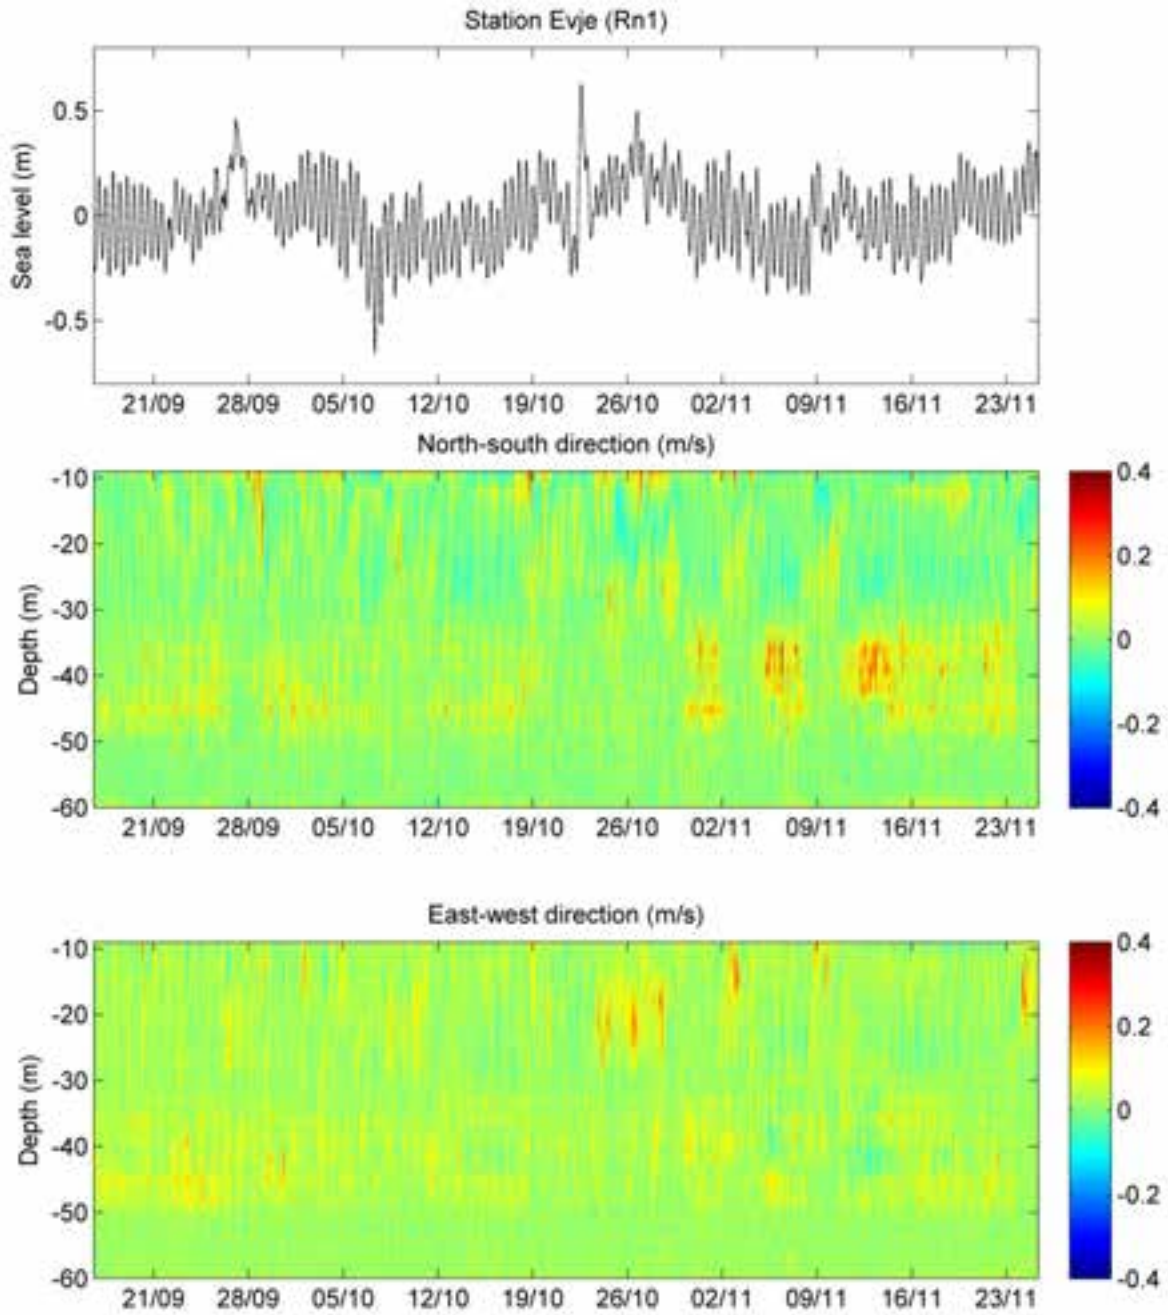 Station Evje (Rn1)
Sea level (m)
0.5
0
-0.5
21/09 28/09 05/10 12/10 19/10 26/10 02/11 09/11 16/11 23/11
North-south direction (m/s)
Depth (m)
-10
-20
-30
-40
-50
-60
21/09 28/09 05/10 12/10 19/10 26/10 02/11 09/11 16/11 23/11
0.4
0.2
0
-0.2
-0.4
East-west direction (m/s)
Depth (m)
-10
-20
-30
-40
-50
-60
21/09 28/09 05/10 12/10 19/10 26/10 02/11 09/11 16/11 23/11
0.4
0.2
0
-0.2
-0.4